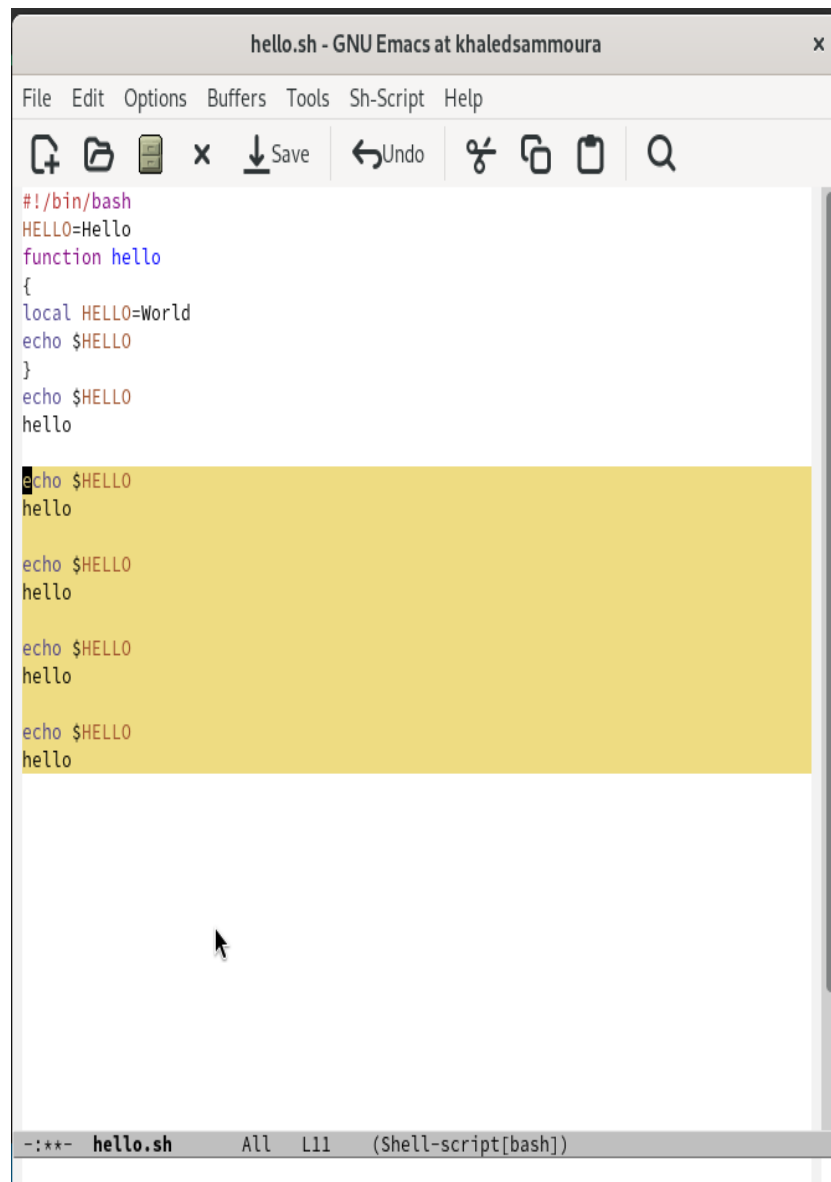 hello.sh - GNU Emacs at khaledsammoura x
File Edit Options Buffers Tools Sh-Script Help
Save Undo
#!/bin/bash
HELLO=Hello
function hello
{
local HELLO=World
echo $HELLO
}
echo $HELLO
hello
echo $HELLO
hello
echo $HELLO
hello
echo $HELLO
hello
echo $HELLO
hello
-:**- hello.sh All L11 (Shell-script[bash])